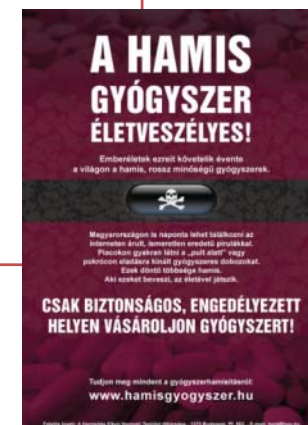 A HAMIS
GYÓGYSZER
ÉLETVESZÉLYES!
Emberéletek ezreit követelik évente
a világon a hamis, rossz minőségű gyógyszerek.
Magyarországon is naponta lehet találkozni az
interneten árult, ismeretlen eredetű pirulákkal.
Piacokon gyakran látni a „pult alatt” vagy
pokrócon eladásra kínált gyógyszeres dobozokat.
Ezek döntő többsége hamis.
Aki ezeket beveszi, az életével játszik.
CSAK BIZTONSÁGOS, ENGEDÉLYEZETT
HELYEN VÁSÁROLJON GYÓGYSZERT!
Tudjon meg mindent a gyógyszerhamisításról:
www.hamisgyogyszer.hu